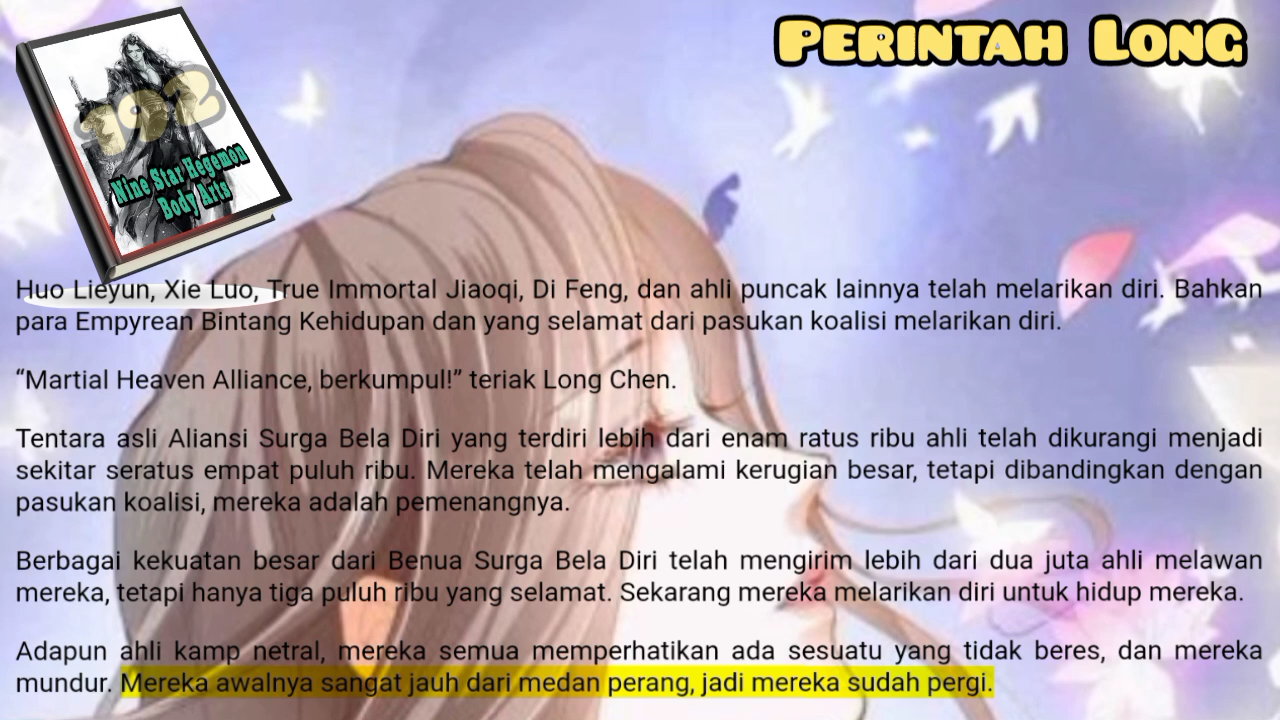 PERINTAH LONG
192
Nine Star Hegemon
Body Arts
Huo Lieyun, Xie Luo, True Immortal Jiaoqi, Di Feng, dan ahli puncak lainnya telah melarikan diri. Bahkan
para Empyrean Bintang Kehidupan dan yang selamat dari pasukan koalisi melarikan diri.
“Martial Heaven Alliance, berkumpul!” teriak Long Chen.
Tentara asli Aliansi Surga Bela Diri yang terdiri lebih dari enam ratus ribu ahli telah dikurangi menjadi
sekitar seratus empat puluh ribu. Mereka telah mengalami kerugian besar, tetapi dibandingkan dengan
pasukan koalisi, mereka adalah pemenangnya.
Berbagai kekuatan besar dari Benua Surga Bela Diri telah mengirim lebih dari dua juta ahli melawan
mereka, tetapi hanya tiga puluh ribu yang selamat. Sekarang mereka melarikan diri untuk hidup mereka.
Adapun ahli kamp netral, mereka semua memperhatikan ada sesuatu yang tidak beres, dan mereka
mundur. Mereka awalnya sangat jauh dari medan perang, jadi mereka sudah pergi.